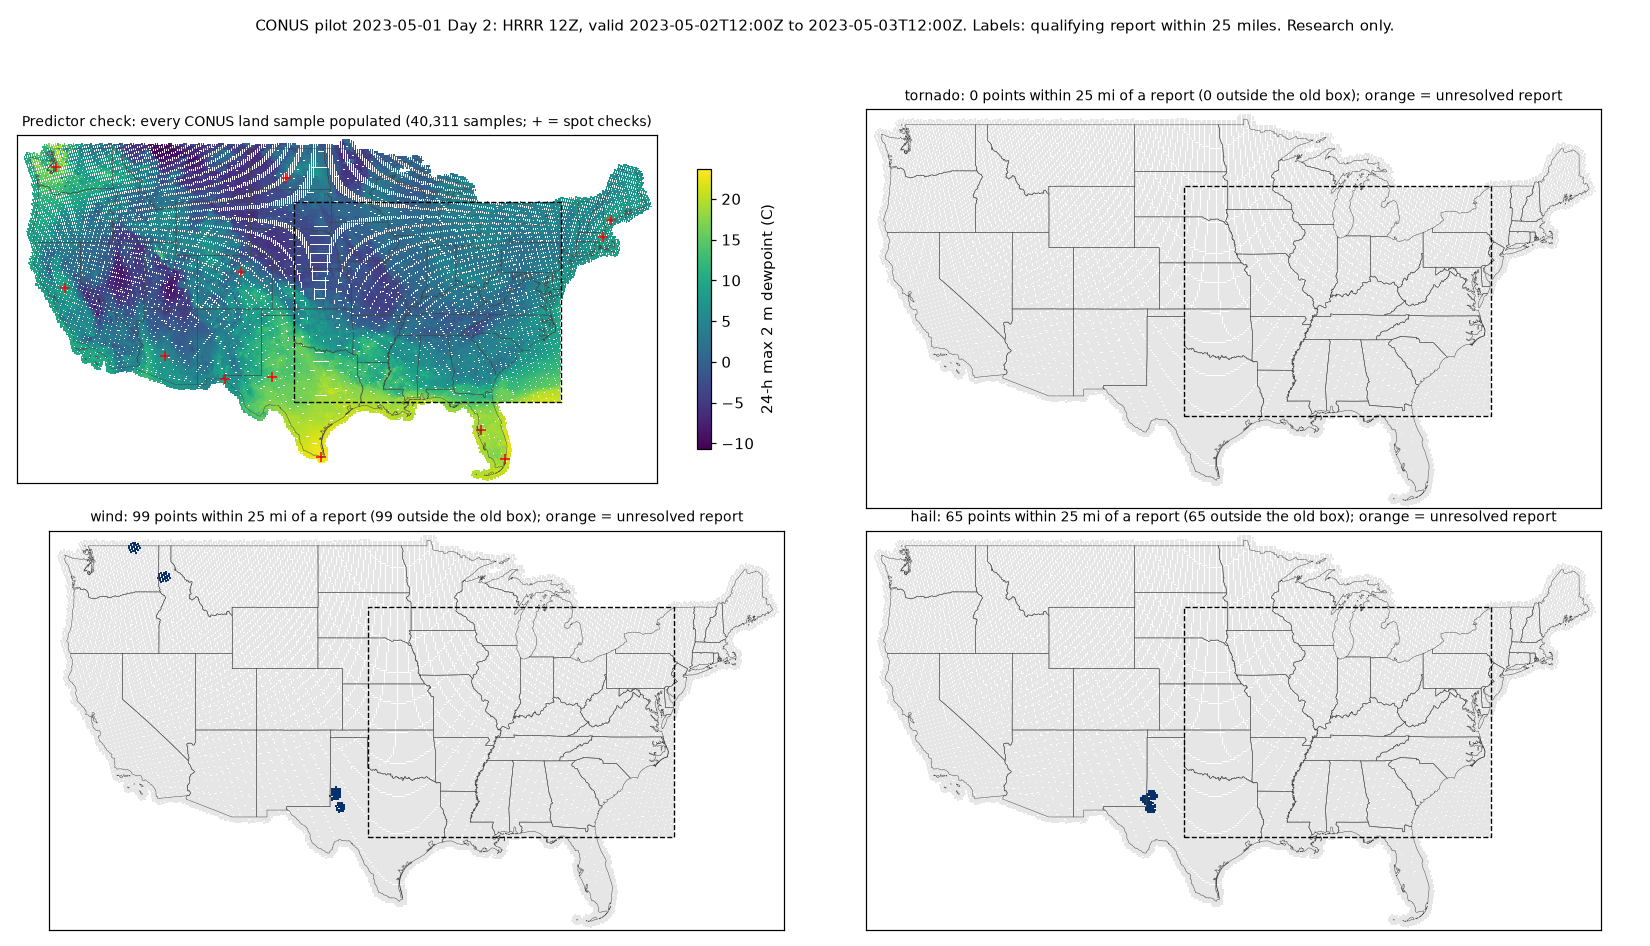 CONUS pilot 2023-05-01 Day 2: HRRR 12Z, valid 2023-05-02T12:00Z to 2023-05-03T12:00Z. Labels: qualifying report within 25 miles. Research only.
Predictor check: every CONUS land sample populated (40,311 samples; + = spot checks)
20
15
10
5
0
−5
−10
24-h max 2 m dewpoint (C)
tornado: 0 points within 25 mi of a report (0 outside the old box); orange = unresolved report
wind: 99 points within 25 mi of a report (99 outside the old box); orange = unresolved report
hail: 65 points within 25 mi of a report (65 outside the old box); orange = unresolved report